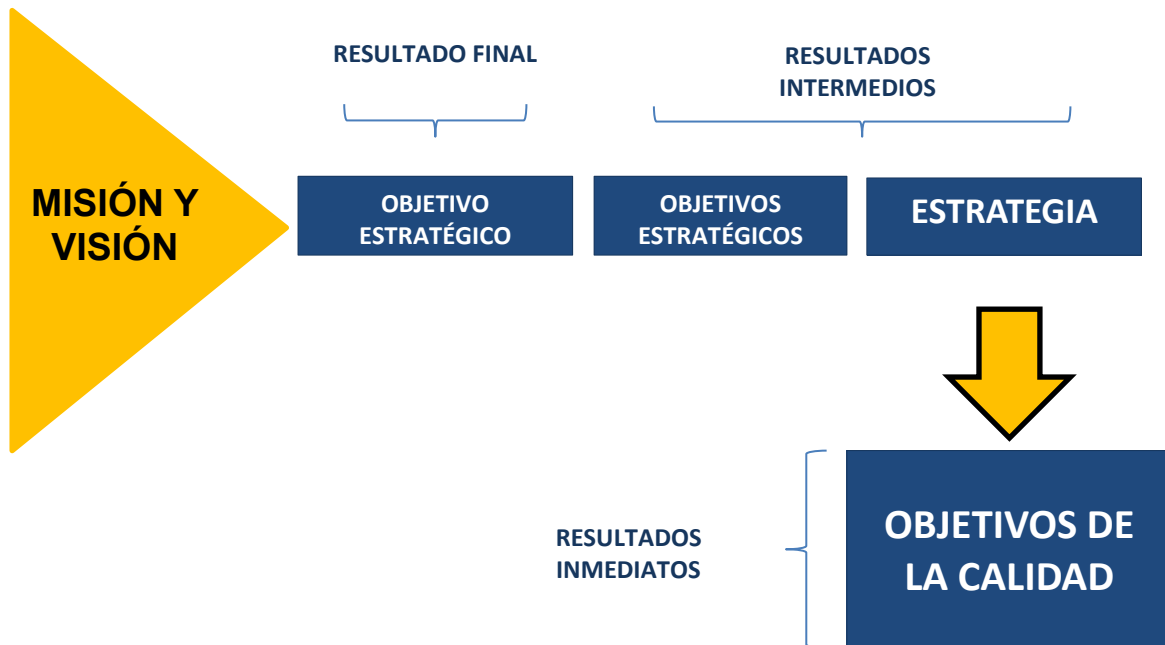 RESULTADO FINAL
RESULTADOS
INTERMEDIOS
MISIÓN Y
VISIÓN
OBJETIVO
ESTRATÉGICO
OBJETIVOS
ESTRATÉGICOS
ESTRATEGIA
RESULTADOS
INMEDIATOS
OBJETIVOS DE
LA CALIDAD